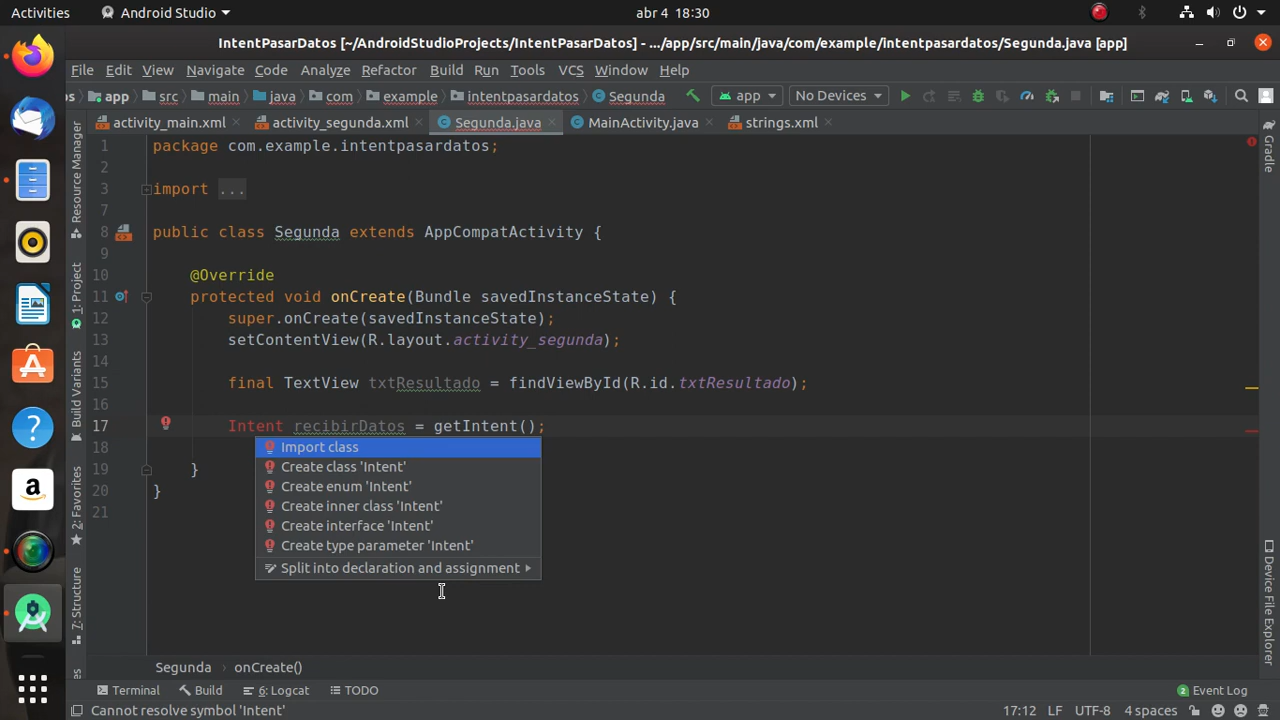 Activities
Android Studio
abr 4 18:30
IntentPasarDatos [~/AndroidStudioProjects/IntentPasarDatos] - .../app/src/main/java/com/example/intentpasardatos/Segunda.java [app]
File Edit View Navigate Code Analyze Refactor Build Run Tools VCS Window Help
os app src main java com example intentpasardatos Segunda app No Devices
activity_main.xml activity_segunda.xml Segunda.java MainActivity.java strings.xml
Resource Manager
1: Project
Build Variants
2: Favorites
7: Structure
1 package com.example.intentpasardatos;
2
3 import ...
7
8 public class Segunda extends AppCompatActivity {
9
10 @Override
11 protected void onCreate(Bundle savedInstanceState) {
12 super.onCreate(savedInstanceState);
13 setContentView(R.layout.activity_segunda);
14
15 final TextView txtResultado = findViewById(R.id.txtResultado);
16
17 Intent recibirDatos = getIntent();
18
19 }
20 }
21
Import class
Create class 'Intent'
Create enum 'Intent'
Create inner class 'Intent'
Create interface 'Intent'
Create type parameter 'Intent'
Split into declaration and assignment
Gradle
Device File Explorer
Segunda › onCreate()
Terminal Build 6: Logcat TODO 2 Event Log
Cannot resolve symbol 'Intent' 17:12 LF UTF-8 4 spaces